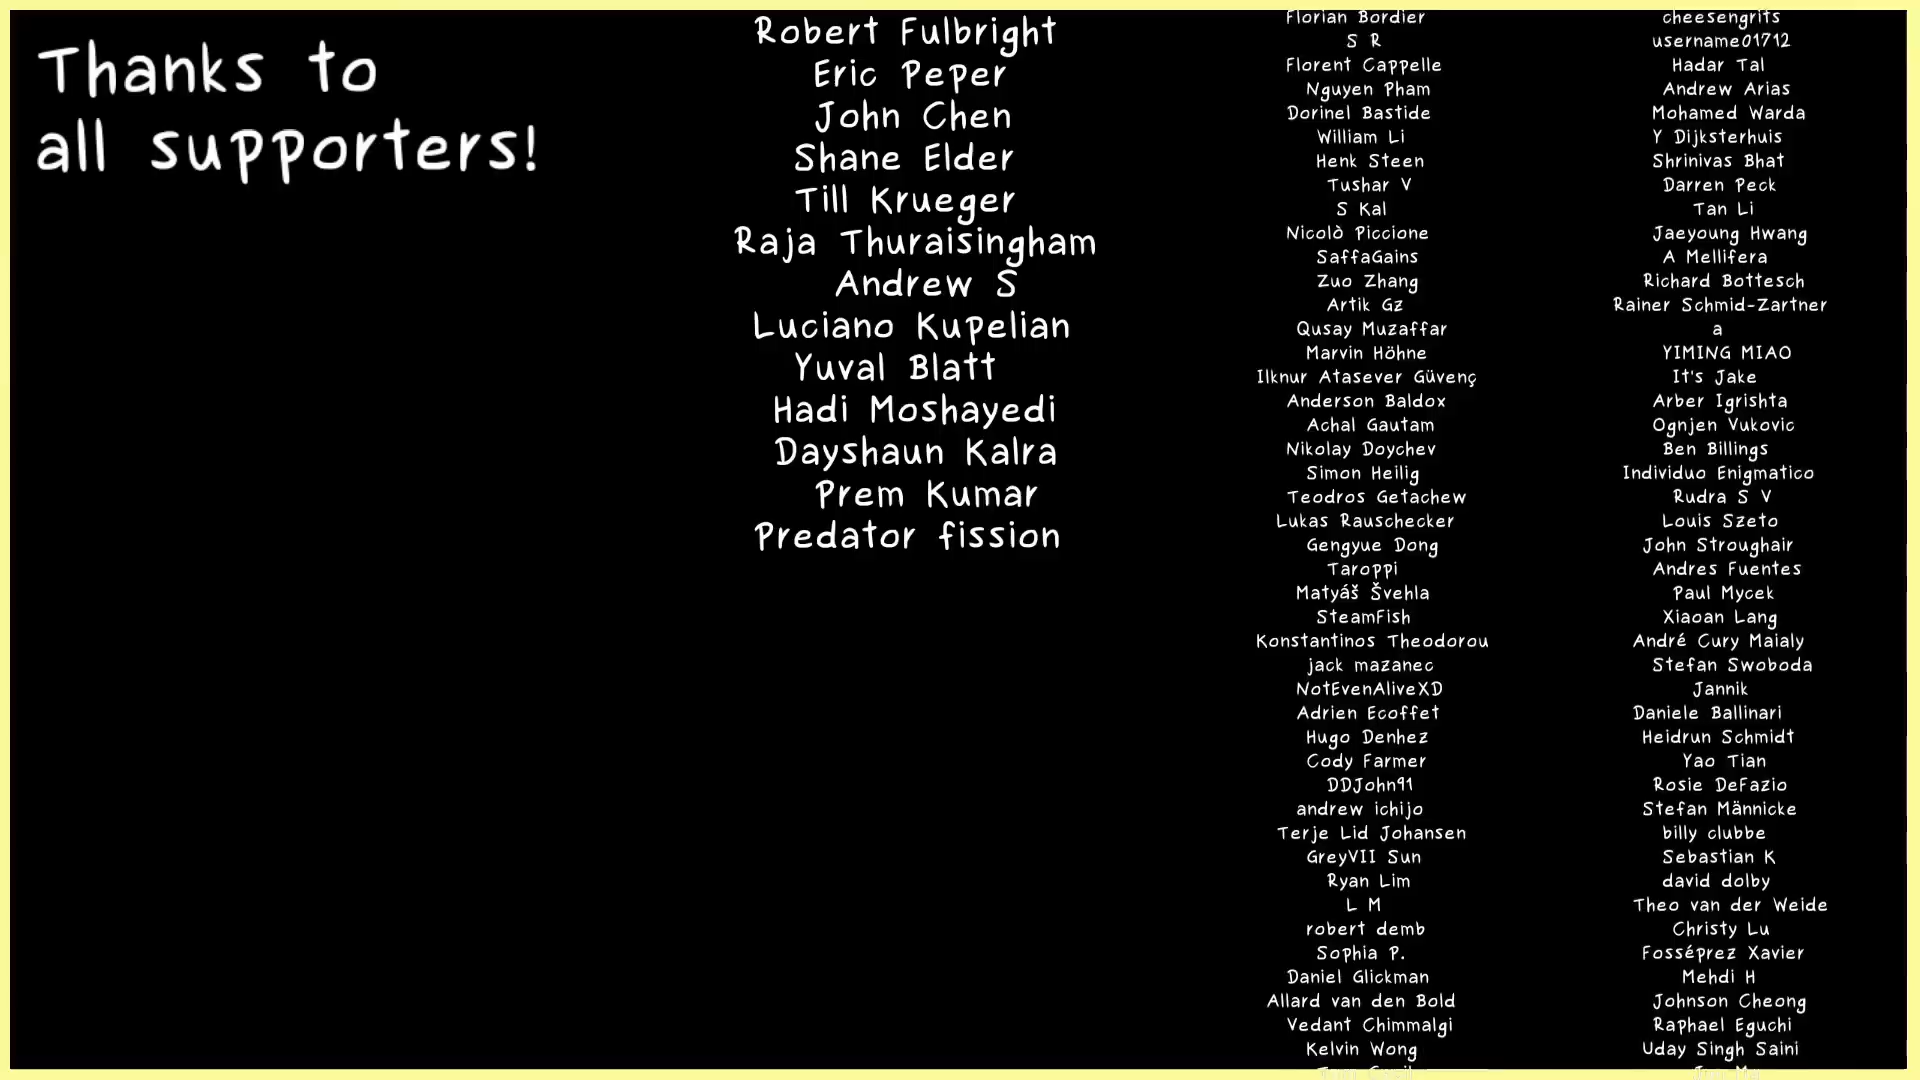 Thanks to
all supporters!
Robert Fulbright
Eric Peper
John Chen
Shane Elder
Till Krueger
Raja Thuraisingham
Andrew S
Luciano Kupelian
Yuval Blatt
Hadi Moshayedi
Dayshaun Kalra
Prem Kumar
Predator fission
Florian Bordier
S R
Florent Cappelle
Nguyen Pham
Dorinel Bastide
William Li
Henk Steen
Tushar V
S Kal
Nicolò Piccione
SaffaGains
Zuo Zhang
Artik Gz
Qusay Muzaffar
Marvin Höhne
Ilknur Atasever Güvenç
Anderson Baldox
Achal Gautam
Nikolay Doychev
Simon Heilig
Teodros Getachew
Lukas Rauschecker
Gengyue Dong
Taroppi
Matyáš Švehla
SteamFish
Konstantinos Theodorou
jack mazanec
NotEvenAliveXD
Adrien Ecoffet
Hugo Denhez
Cody Farmer
DDJohn91
andrew ichijo
Terje Lid Johansen
GreyVII Sun
Ryan Lim
L M
robert demb
Sophia P.
Daniel Glickman
Allard van den Bold
Vedant Chimmalgi
Kelvin Wong
cheesengrits
username01712
Hadar Tal
Andrew Arias
Mohamed Warda
Y Dijksterhuis
Shrinivas Bhat
Darren Peck
Tan Li
Jaeyoung Hwang
A Mellifera
Richard Bottesch
Rainer Schmid-Zartner
a
YIMING MIAO
It's Jake
Arber Igrishta
Ognjen Vukovic
Ben Billings
Individuo Enigmatico
Rudra S V
Louis Szeto
John Stroughair
Andres Fuentes
Paul Mycek
Xiaoan Lang
André Cury Maialy
Stefan Swoboda
Jannik
Daniele Ballinari
Heidrun Schmidt
Yao Tian
Rosie DeFazio
Stefan Männicke
billy clubbe
Sebastian K
david dolby
Theo van der Weide
Christy Lu
Fosséprez Xavier
Mehdi H
Johnson Cheong
Raphael Eguchi
Uday Singh Saini